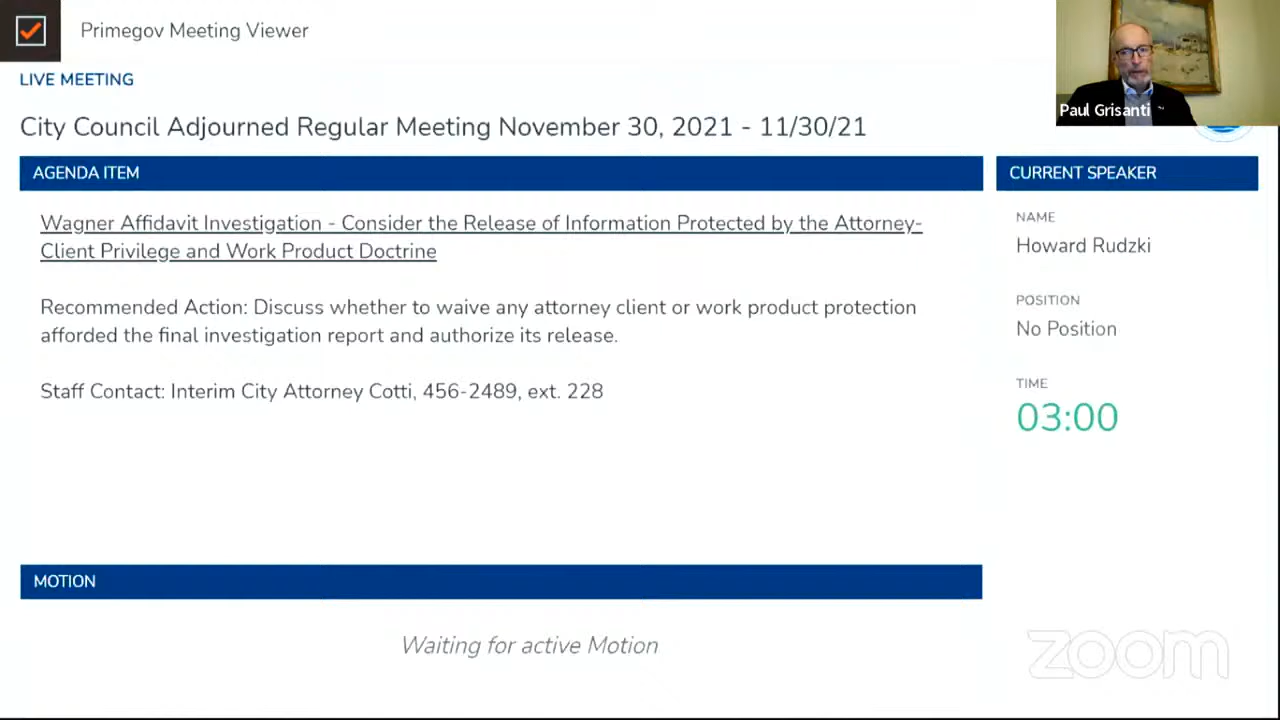 Primegov Meeting Viewer
Paul Grisanti
LIVE MEETING
City Council Adjourned Regular Meeting November 30, 2021 - 11/30/21
AGENDA ITEM
Wagner Affidavit Investigation - Consider the Release of Information Protected by the Attorney-
Client Privilege and Work Product Doctrine
Recommended Action: Discuss whether to waive any attorney client or work product protection
afforded the final investigation report and authorize its release.
Staff Contact: Interim City Attorney Cotti, 456-2489, ext. 228
CURRENT SPEAKER
NAME
Howard Rudzki
POSITION
No Position
TIME
03:00
MOTION
Waiting for active Motion
zoom